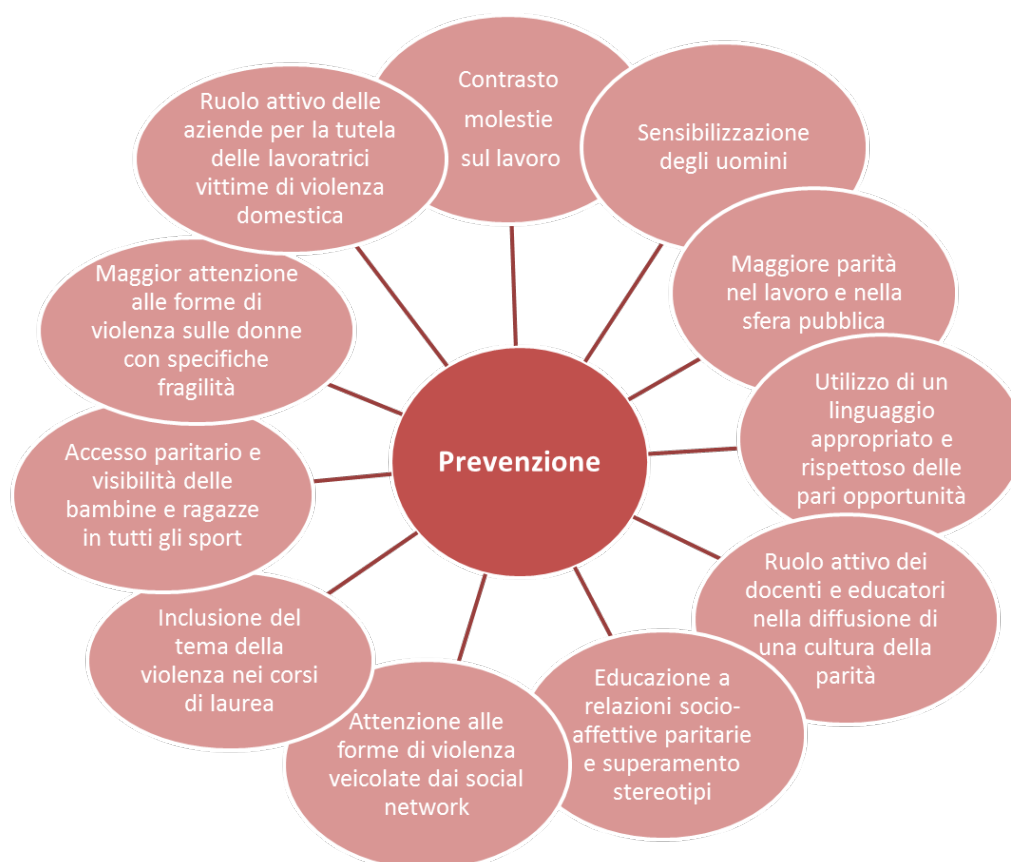 Contrasto
molestie
sul lavoro
Sensibilizzazione
degli uomini
Maggiore parità
nel lavoro e nella
sfera pubblica
Utilizzo di un
linguaggio
appropriato e
rispettoso delle
pari opportunità
Ruolo attivo dei
docenti e educatori
nella diffusione di
una cultura della
parità
Educazione a
relazioni socio-
affettive paritarie
e superamento
stereotipi
Attenzione alle
forme di violenza
veicolate dai social
network
Inclusione del
tema della
violenza nei corsi
di laurea
Accesso paritario e
visibilità delle
bambine e ragazze
in tutti gli sport
Maggior attenzione
alle forme di
violenza sulle donne
con specifiche
fragilità
Ruolo attivo delle
aziende per la tutela
delle lavoratrici
vittime di violenza
domestica
Prevenzione